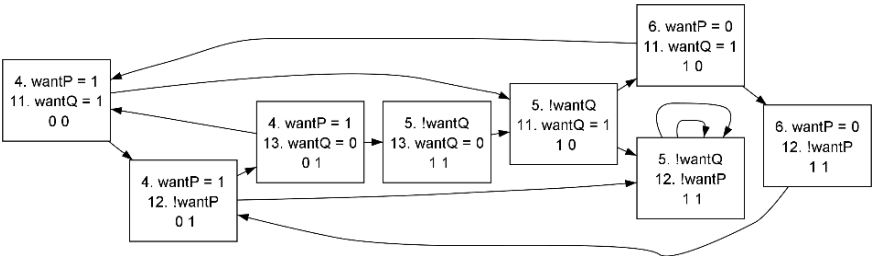 6. wantP = 0
11. wantQ = 1
1 0
4. wantP = 1
11. wantQ = 1
0 0
4. wantP = 1
13. wantQ = 0
0 1
5. !wantQ
13. wantQ = 0
1 1
5. !wantQ
11. wantQ = 1
1 0
5. !wantQ
12. !wantP
1 1
6. wantP = 0
12. !wantP
1 1
4. wantP = 1
12. !wantP
0 1